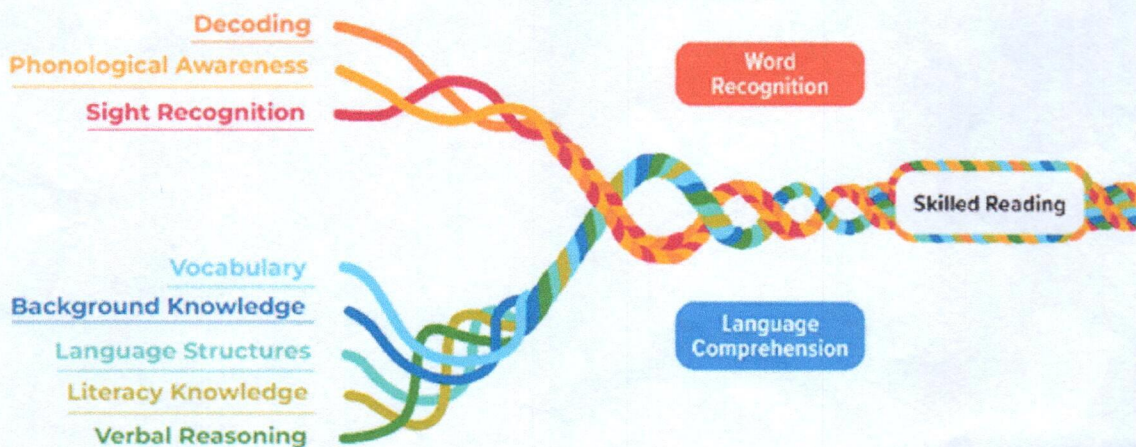 Decoding
Phonological Awareness
Sight Recognition
Word
Recognition
Skilled Reading
Vocabulary
Background Knowledge
Language Structures
Literacy Knowledge
Verbal Reasoning
Language
Comprehension